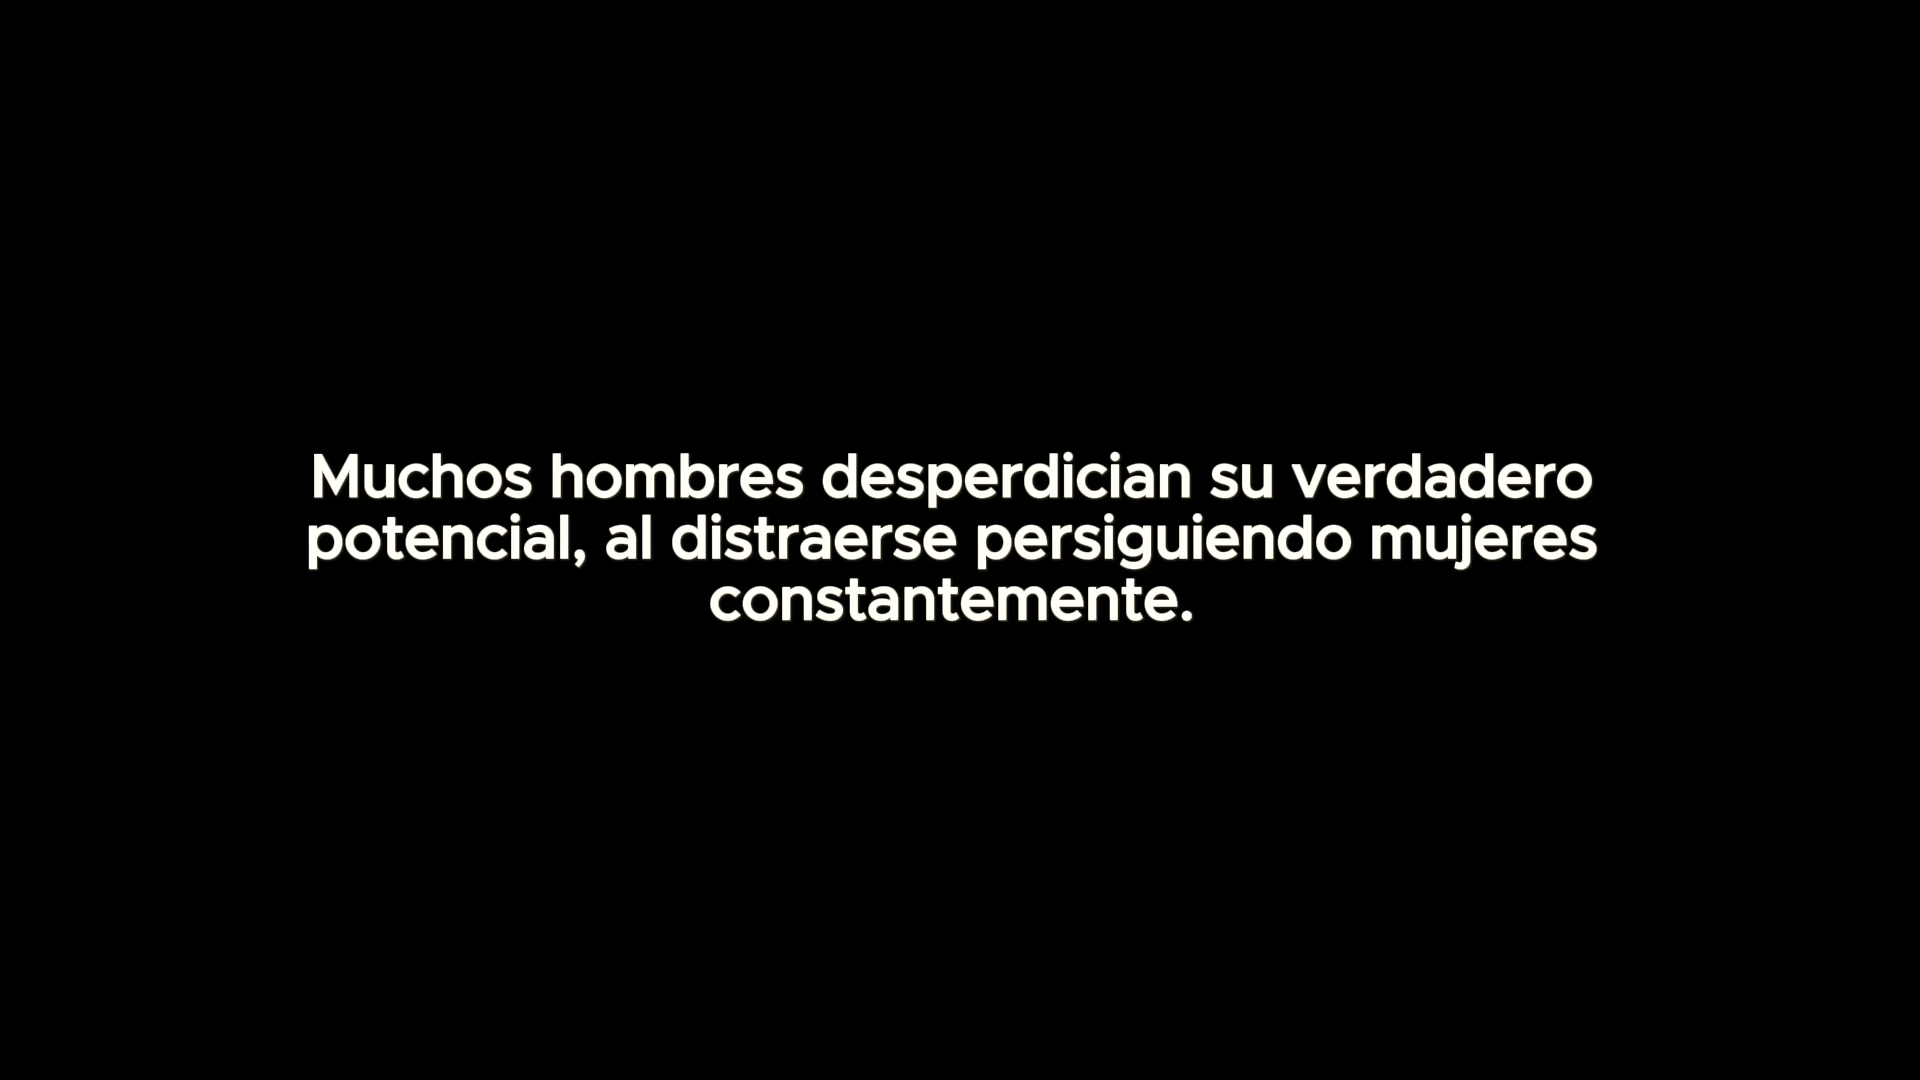 Muchos hombres desperdician su verdadero
potencial, al distraerse persiguiendo mujeres
constantemente.